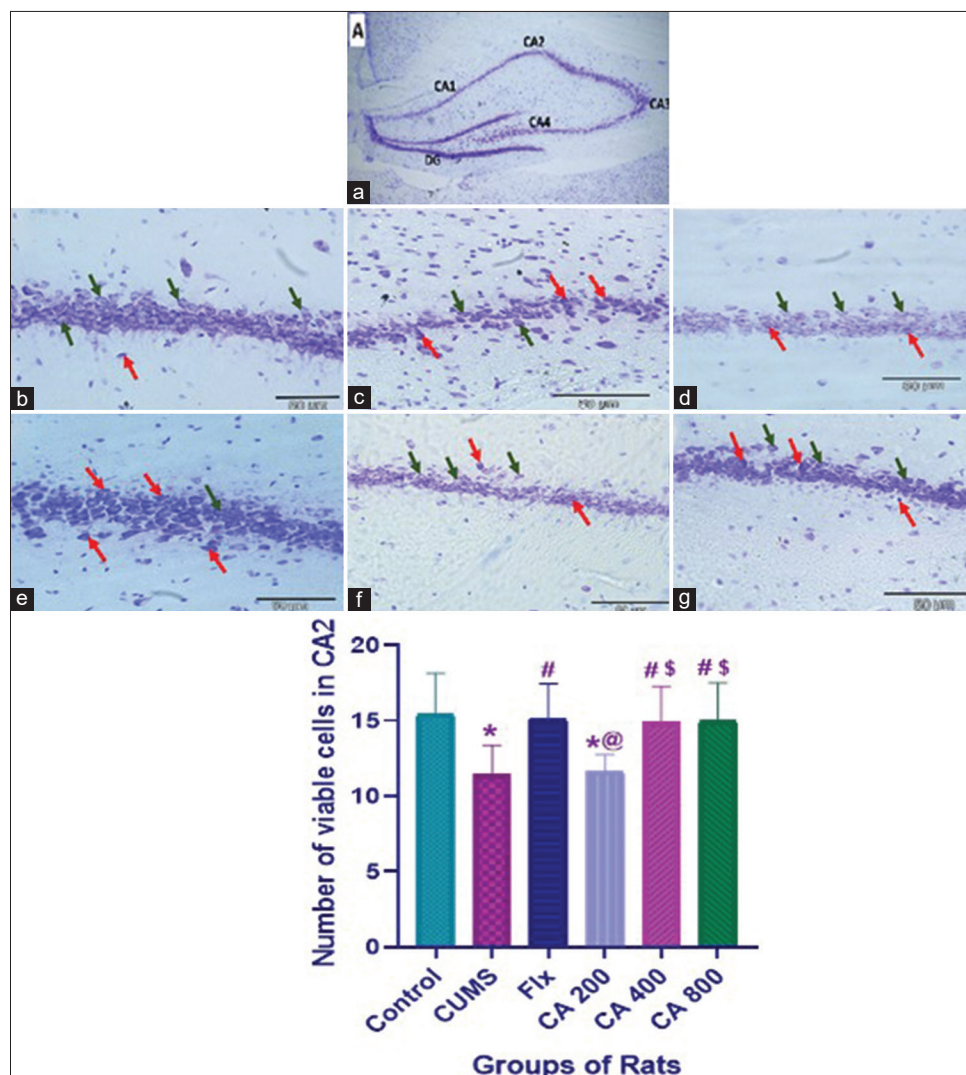 A
CA2
CA1
CA3
CA4
DG
a
b
c
d
e
f
g
Number of viable cells in CA2
20
15
10
5
0
*
#
*@
# $
# $
Control
CUMS
Flx
CA 200
CA 400
CA 800
Groups of Rats